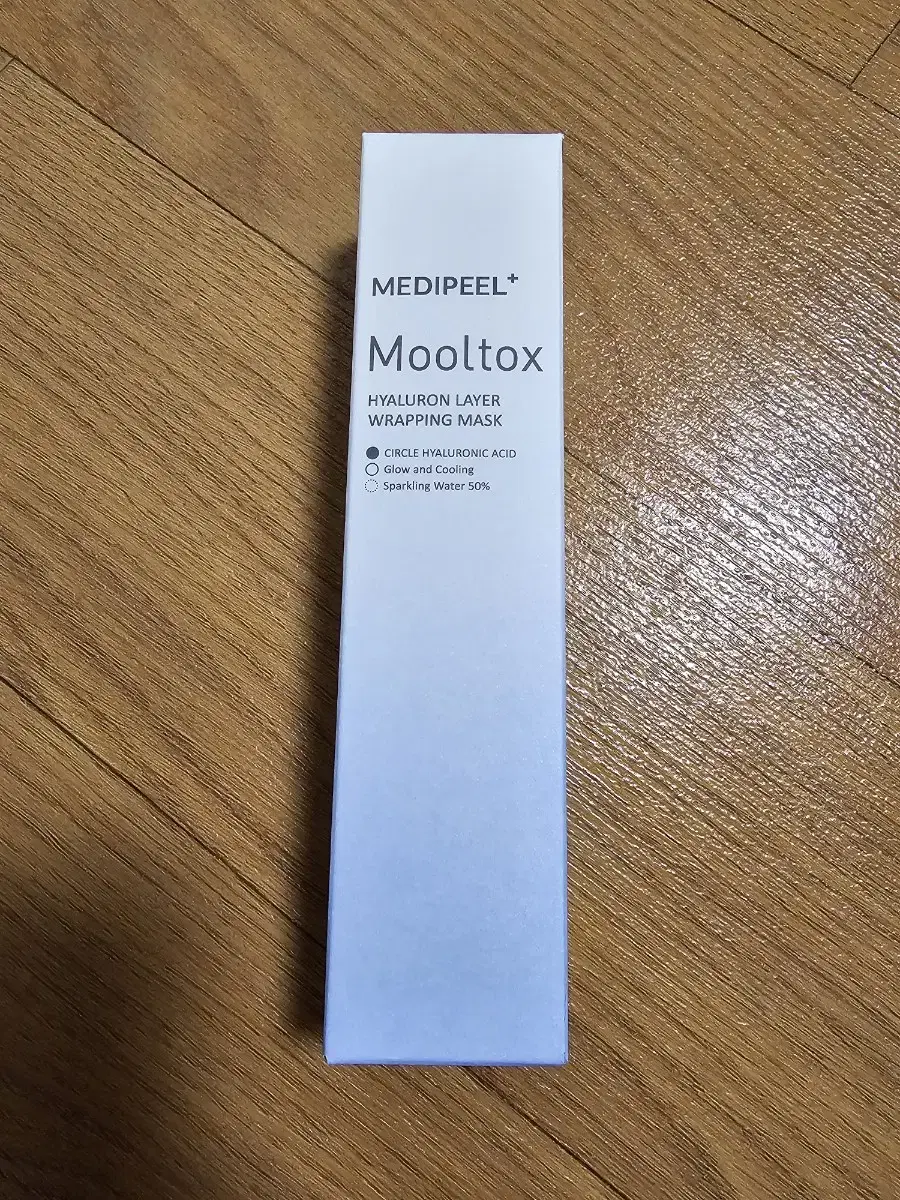 MEDIPEEL+
Mooltox
HYALURON LAYER
WRAPPING MASK
CIRCLE HYALURONIC ACID
Glow and Cooling
Sparkling Water 50%